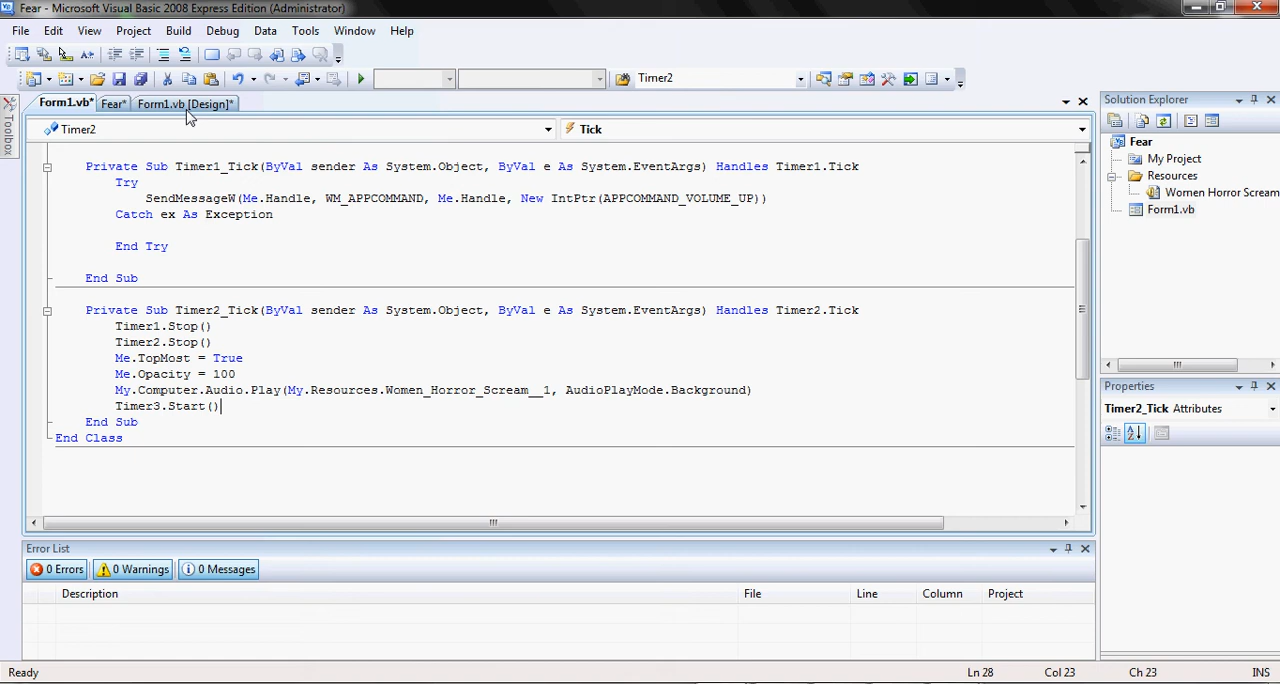 Fear - Microsoft Visual Basic 2008 Express Edition (Administrator)
File Edit View Project Build Debug Data Tools Window Help
Timer2
Form1.vb* Fear* Form1.vb [Design]*
Toolbox
Timer2 Tick
Private Sub Timer1_Tick(ByVal sender As System.Object, ByVal e As System.EventArgs) Handles Timer1.Tick
Try
SendMessageW(Me.Handle, WM_APPCOMMAND, Me.Handle, New IntPtr(APPCOMMAND_VOLUME_UP))
Catch ex As Exception
End Try
End Sub
Private Sub Timer2_Tick(ByVal sender As System.Object, ByVal e As System.EventArgs) Handles Timer2.Tick
Timer1.Stop()
Timer2.Stop()
Me.TopMost = True
Me.Opacity = 100
My.Computer.Audio.Play(My.Resources.Women_Horror_Scream__1, AudioPlayMode.Background)
Timer3.Start()
End Sub
End Class
Solution Explorer
Fear
My Project
Resources
Women Horror Scream
Form1.vb
Properties
Timer2_Tick Attributes
Error List
0 Errors 0 Warnings 0 Messages
Description File Line Column Project
Ready Ln 28 Col 23 Ch 23 INS